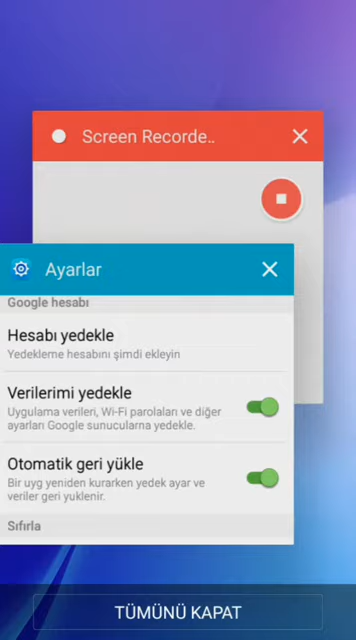 Screen Recorde..
Ayarlar
Google hesabı
Hesabı yedekle
Yedekleme hesabını şimdi ekleyin
Verilerimi yedekle
Uygulama verileri, Wi-Fi parolaları ve diğer
ayarları Google sunucularna yedekle.
Otomatik geri yükle
Bir uyg yeniden kurarken yedek ayar ve
veriler geri yuklenir.
Sıfırla
TÜMÜNÜ KAPAT